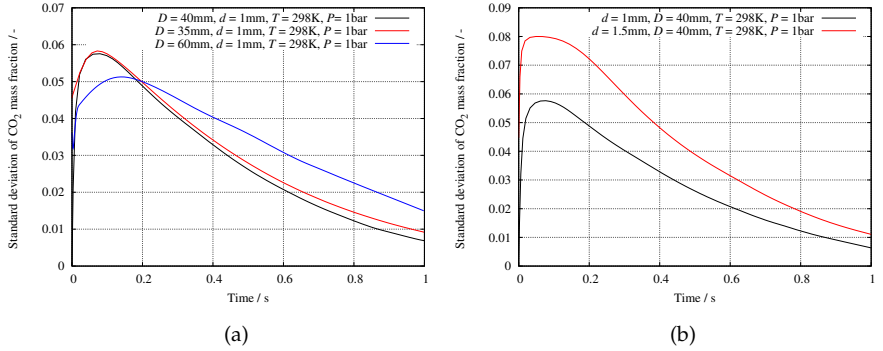 D = 40mm, d = 1mm, T = 298K, P = 1bar
D = 35mm, d = 1mm, T = 298K, P = 1bar
D = 60mm, d = 1mm, T = 298K, P = 1bar
Standard deviation of CO₂ mass fraction / -
0.07
0.06
0.05
0.04
0.03
0.02
0.01
0
0 0.2 0.4 0.6 0.8 1
Time / s
(a)
d = 1mm, D = 40mm, T = 298K, P = 1bar
d = 1.5mm, D = 40mm, T = 298K, P = 1bar
Standard deviation of CO₂ mass fraction / -
0.09
0.08
0.07
0.06
0.05
0.04
0.03
0.02
0.01
0
0 0.2 0.4 0.6 0.8 1
Time / s
(b)